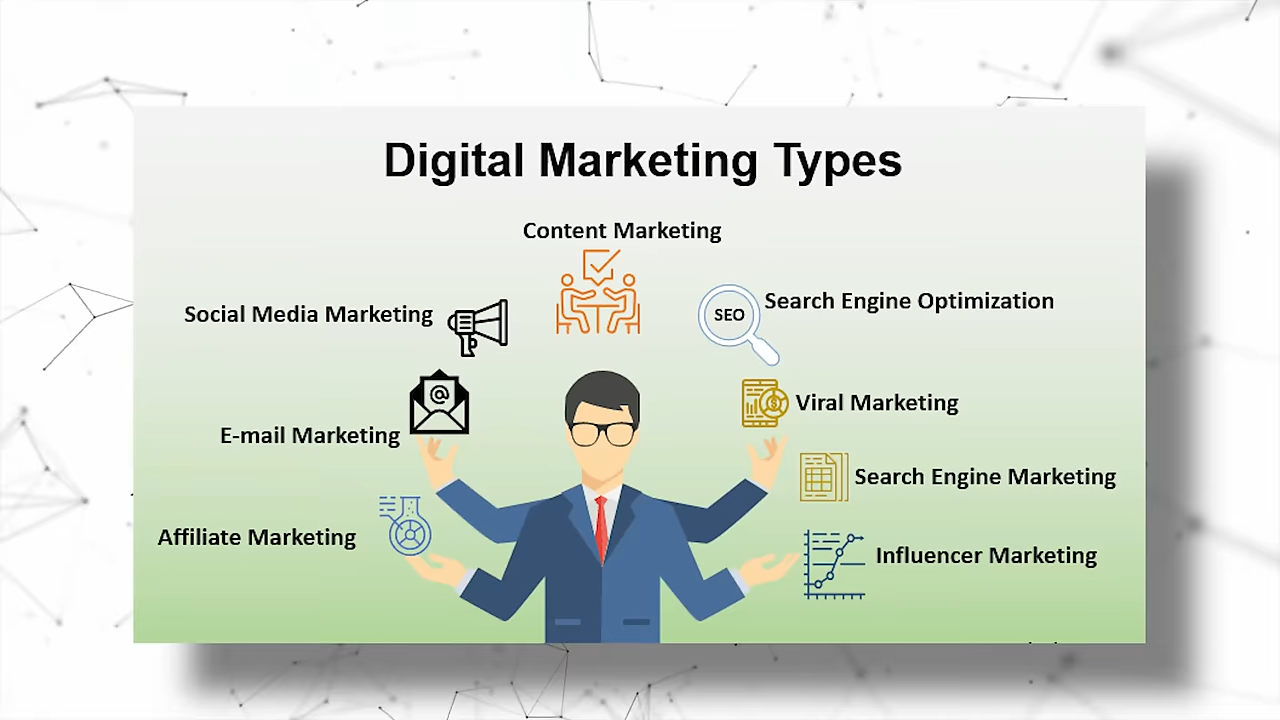 Digital Marketing Types
Content Marketing
Social Media Marketing
SEO
Search Engine Optimization
@
E-mail Marketing
$
Viral Marketing
Search Engine Marketing
Affiliate Marketing
Influencer Marketing